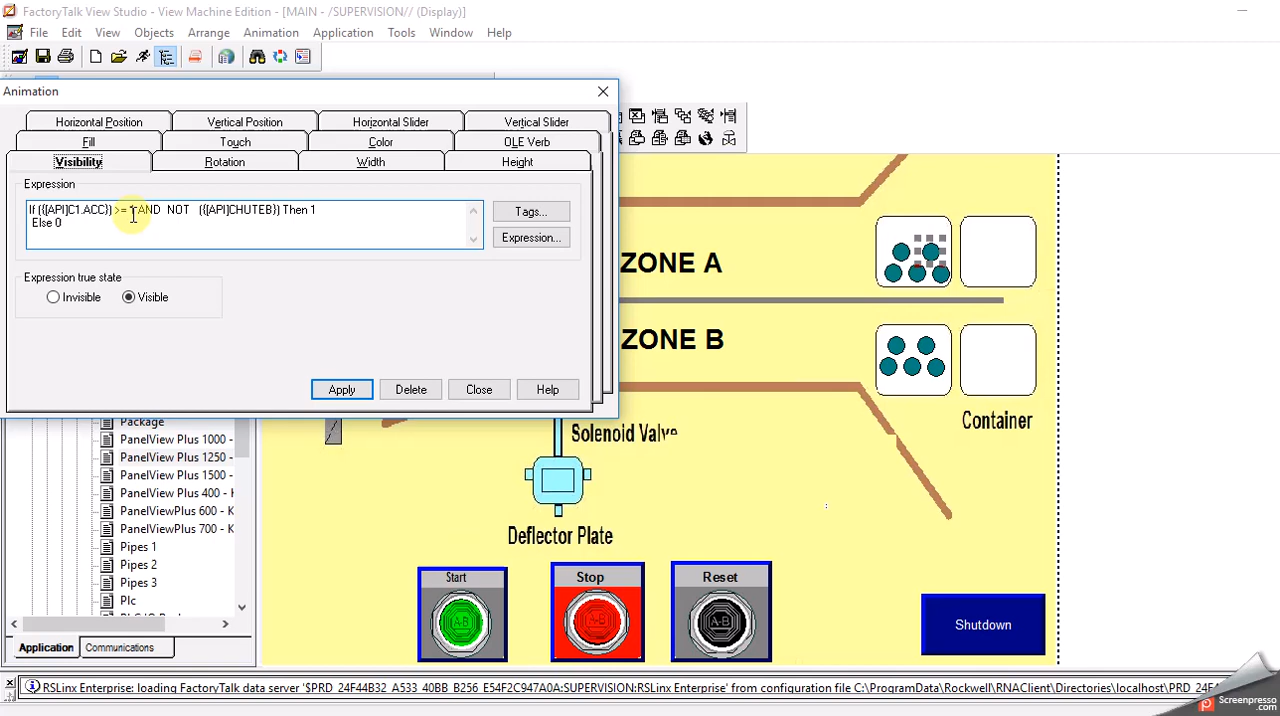 FactoryTalk View Studio - View Machine Edition - [MAIN - /SUPERVISION// (Display)]
File Edit View Objects Arrange Animation Application Tools Window Help
Animation
Horizontal Position Vertical Position Horizontal Slider Vertical Slider
Fill Touch Color OLE Verb
Visibility Rotation Width Height
Expression
If ({[API]C1.ACC}) >= AND NOT ({[API]CHUTEB}) Then 1
Else 0
Tags...
Expression...
Expression true state
Invisible Visible
Apply Delete Close Help
ZONE A
ZONE B
Container
Solenoid Valve
Deflector Plate
Start Stop Reset
A-B A-B A-B
Shutdown
Package
PanelView Plus 1000 -
PanelView Plus 1250 -
PanelView Plus 1500 -
PanelView Plus 400 - K
PanelViewPlus 600 - K
PanelView Plus 700 - K
Pipes 1
Pipes 2
Pipes 3
Plc
Application Communications
RSLinx Enterprise: loading FactoryTalk data server '$PRD_24F44B32_A533_40BB_B256_E54F2C947A0A:SUPERVISION:RSLinx Enterprise' from configuration file C:\ProgramData\Rockwell\RNAClient\Directories\localhost\PRD_24F
Screenpresso
.com